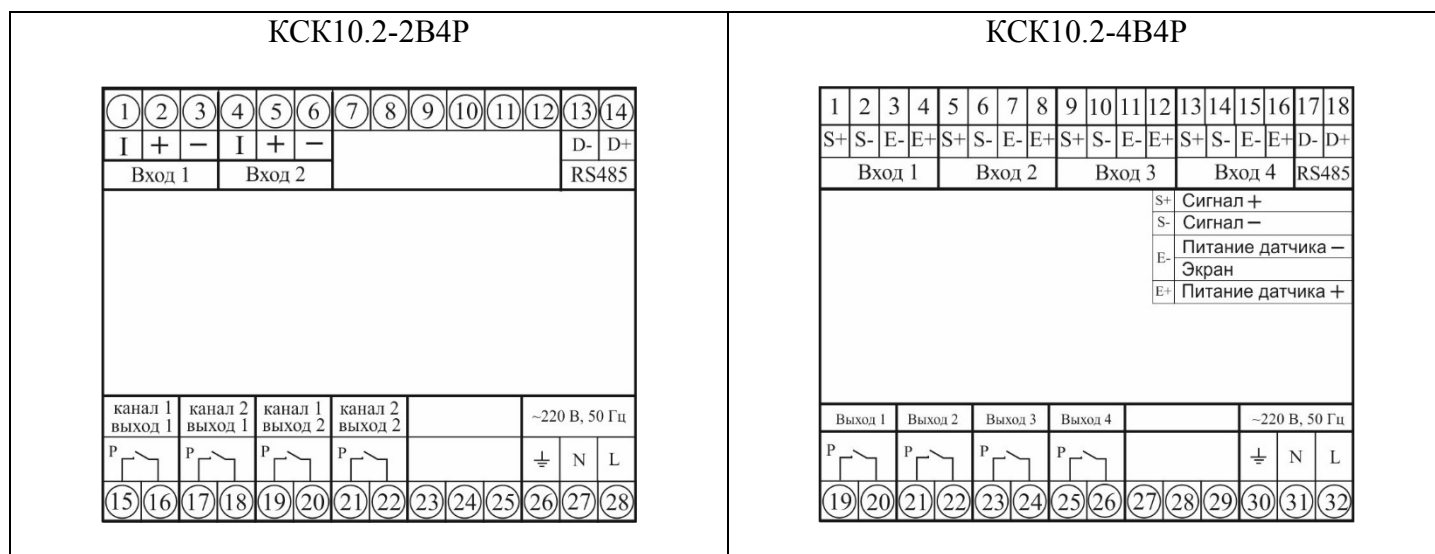 КСК10.2-2В4Р
1 2 3 4 5 6 7 8 9 10 11 12 13 14
I + − I + − D- D+
Вход 1 Вход 2 RS485
канал 1 канал 2 канал 1 канал 2
выход 1 выход 1 выход 2 выход 2
~220 В, 50 Гц
Р Р Р Р ⏚ N L
15 16 17 18 19 20 21 22 23 24 25 26 27 28
КСК10.2-4В4Р
1 2 3 4 5 6 7 8 9 10 11 12 13 14 15 16 17 18
S+ S- E- E+ S+ S- E- E+ S+ S- E- E+ S+ S- E- E+ D- D+
Вход 1 Вход 2 Вход 3 Вход 4 RS485
S+ Сигнал +
S- Сигнал −
E- Питание датчика −
Экран
E+ Питание датчика +
Выход 1 Выход 2 Выход 3 Выход 4 ~220 В, 50 Гц
Р Р Р Р ⏚ N L
19 20 21 22 23 24 25 26 27 28 29 30 31 32